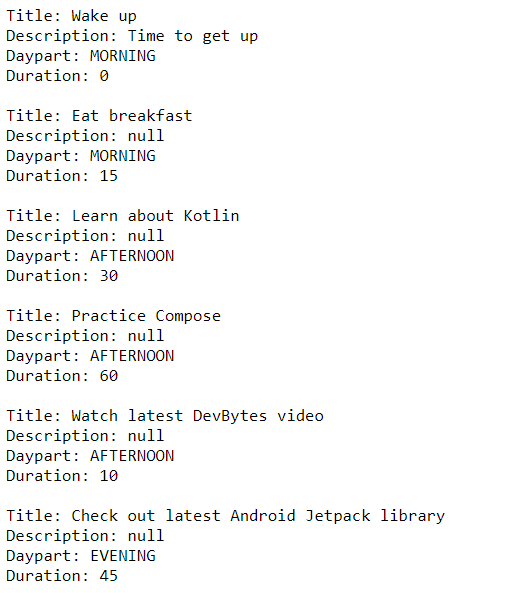 Title: Wake up
Description: Time to get up
Daypart: MORNING
Duration: 0

Title: Eat breakfast
Description: null
Daypart: MORNING
Duration: 15

Title: Learn about Kotlin
Description: null
Daypart: AFTERNOON
Duration: 30

Title: Practice Compose
Description: null
Daypart: AFTERNOON
Duration: 60

Title: Watch latest DevBytes video
Description: null
Daypart: AFTERNOON
Duration: 10

Title: Check out latest Android Jetpack library
Description: null
Daypart: EVENING
Duration: 45